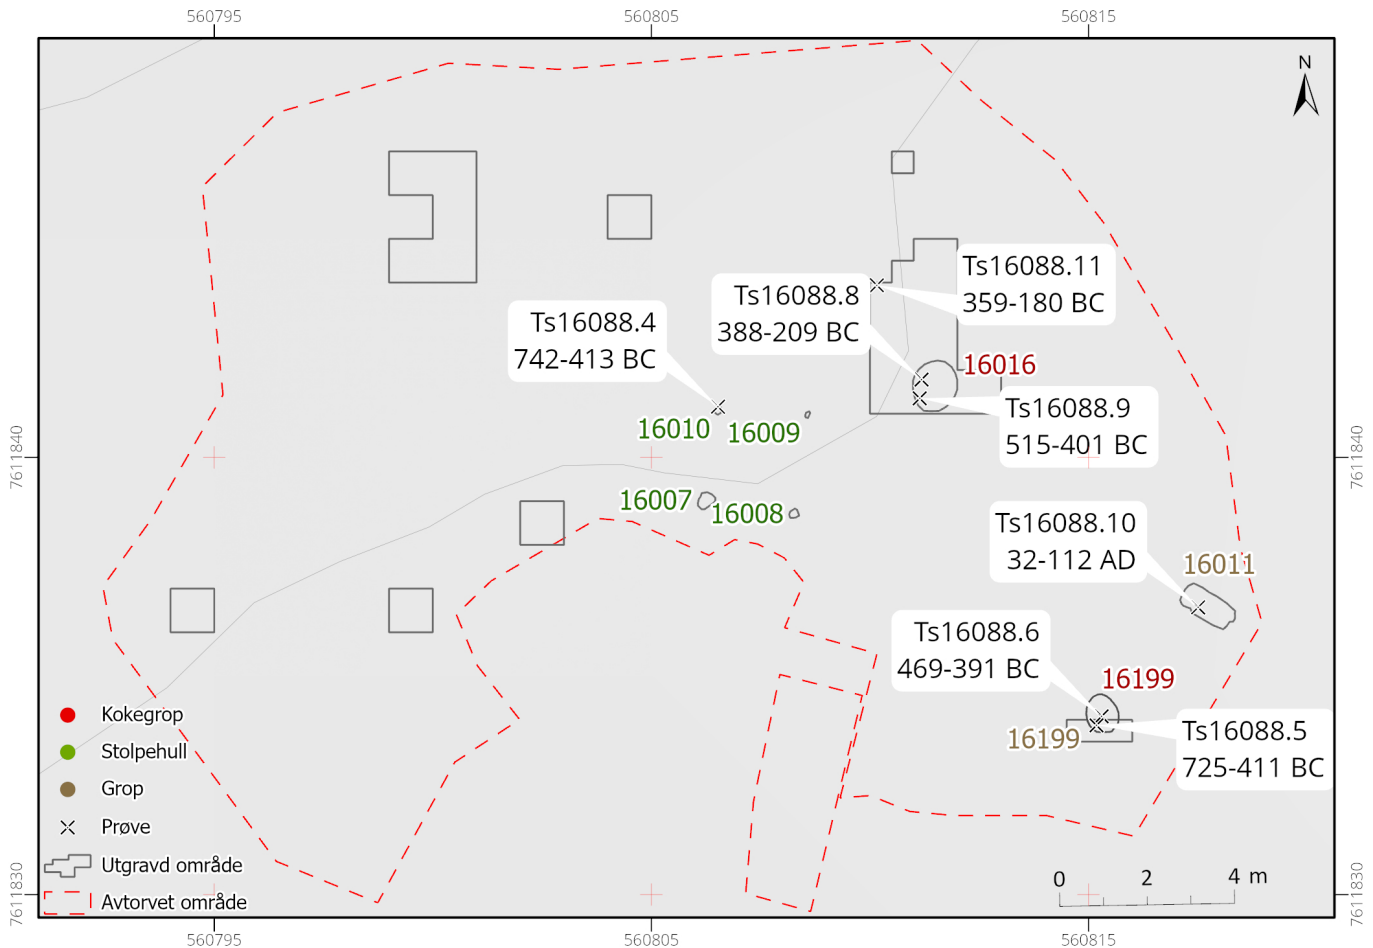 560795
560805
560815
N
Ts16088.11
359-180 BC
Ts16088.8
388-209 BC
Ts16088.4
742-413 BC
16016
Ts16088.9
515-401 BC
16010
16009
7611840
7611840
16007
16008
Ts16088.10
32-112 AD
16011
Ts16088.6
469-391 BC
16199
16199
Ts16088.5
725-411 BC
Kokegrop
Stolpehull
Grop
Prøve
Utgravd område
Avtorvet område
0 2 4 m
7611830
7611830
560795
560805
560815